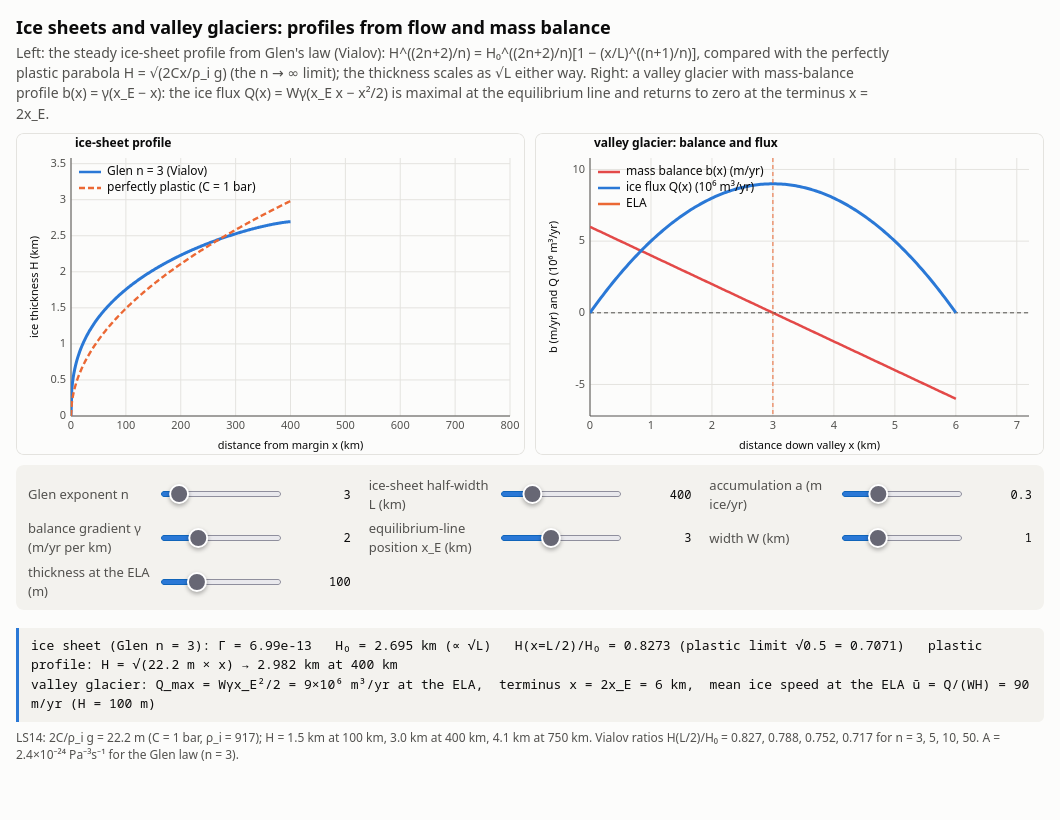 Ice sheets and valley glaciers: profiles from flow and mass balance
Left: the steady ice-sheet profile from Glen's law (Vialov): H^((2n+2)/n) = H₀^((2n+2)/n)[1 − (x/L)^((n+1)/n)], compared with the perfectly
plastic parabola H = √(2Cx/ρ_i g) (the n → ∞ limit); the thickness scales as √L either way. Right: a valley glacier with mass-balance
profile b(x) = γ(x_E − x): the ice flux Q(x) = Wγ(x_E x − x²/2) is maximal at the equilibrium line and returns to zero at the terminus x =
2x_E.
ice-sheet profile
Glen n = 3 (Vialov)
perfectly plastic (C = 1 bar)
3.5
3
2.5
2
1.5
1
0.5
0
ice thickness H (km)
0 100 200 300 400 500 600 700 800
distance from margin x (km)
valley glacier: balance and flux
mass balance b(x) (m/yr)
ice flux Q(x) (10⁶ m³/yr)
ELA
10
5
0
-5
b (m/yr) and Q (10⁶ m³/yr)
0 1 2 3 4 5 6 7
distance down valley x (km)
Glen exponent n 3
ice-sheet half-width
L (km) 400
accumulation a (m
ice/yr) 0.3
balance gradient γ
(m/yr per km) 2
equilibrium-line
position x_E (km) 3
width W (km) 1
thickness at the ELA
(m) 100
ice sheet (Glen n = 3): Γ = 6.99e-13 H₀ = 2.695 km (∝ √L) H(x=L/2)/H₀ = 0.8273 (plastic limit √0.5 = 0.7071) plastic
profile: H = √(22.2 m × x) → 2.982 km at 400 km
valley glacier: Q_max = Wγx_E²/2 = 9×10⁶ m³/yr at the ELA, terminus x = 2x_E = 6 km, mean ice speed at the ELA ū = Q/(WH) = 90
m/yr (H = 100 m)
LS14: 2C/ρ_i g = 22.2 m (C = 1 bar, ρ_i = 917); H = 1.5 km at 100 km, 3.0 km at 400 km, 4.1 km at 750 km. Vialov ratios H(L/2)/H₀ = 0.827, 0.788, 0.752, 0.717 for n = 3, 5, 10, 50. A =
2.4×10⁻²⁴ Pa⁻³s⁻¹ for the Glen law (n = 3).